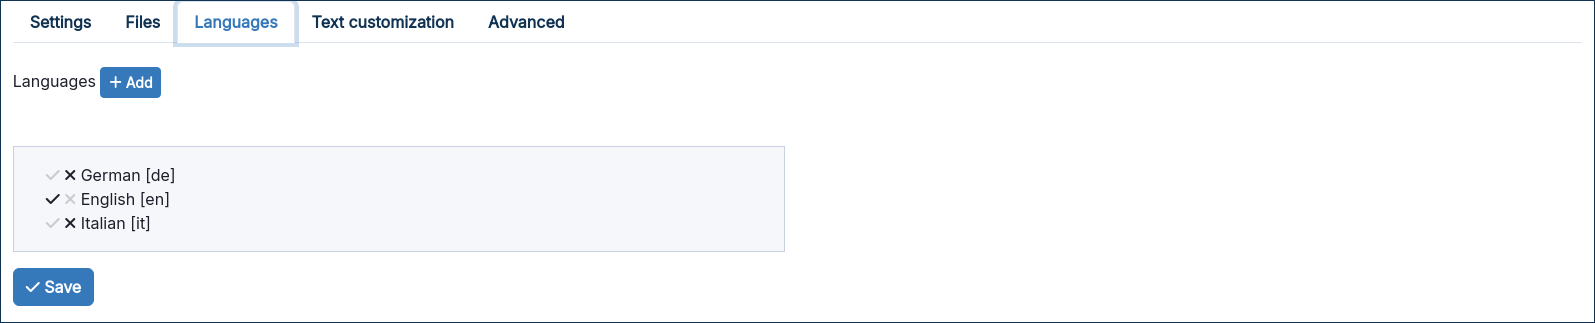 Settings Files Languages Text customization Advanced
Languages Add
German [de]
English [en]
Italian [it]
Save